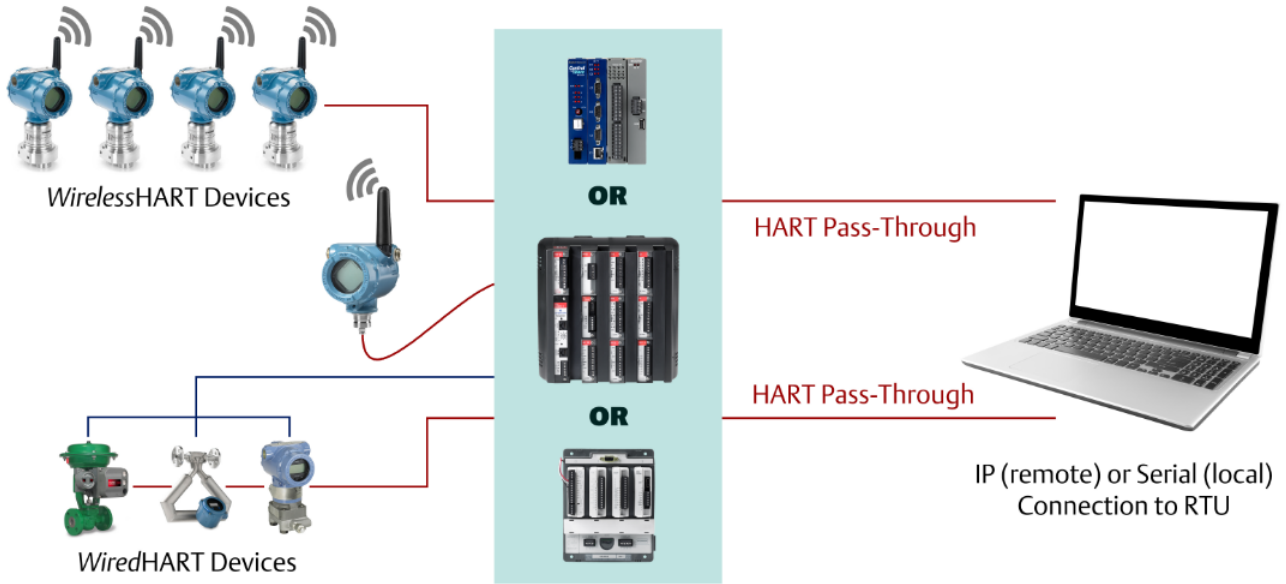 WirelessHART Devices
OR
HART Pass-Through
HART Pass-Through
OR
IP (remote) or Serial (local)
Connection to RTU
WiredHART Devices